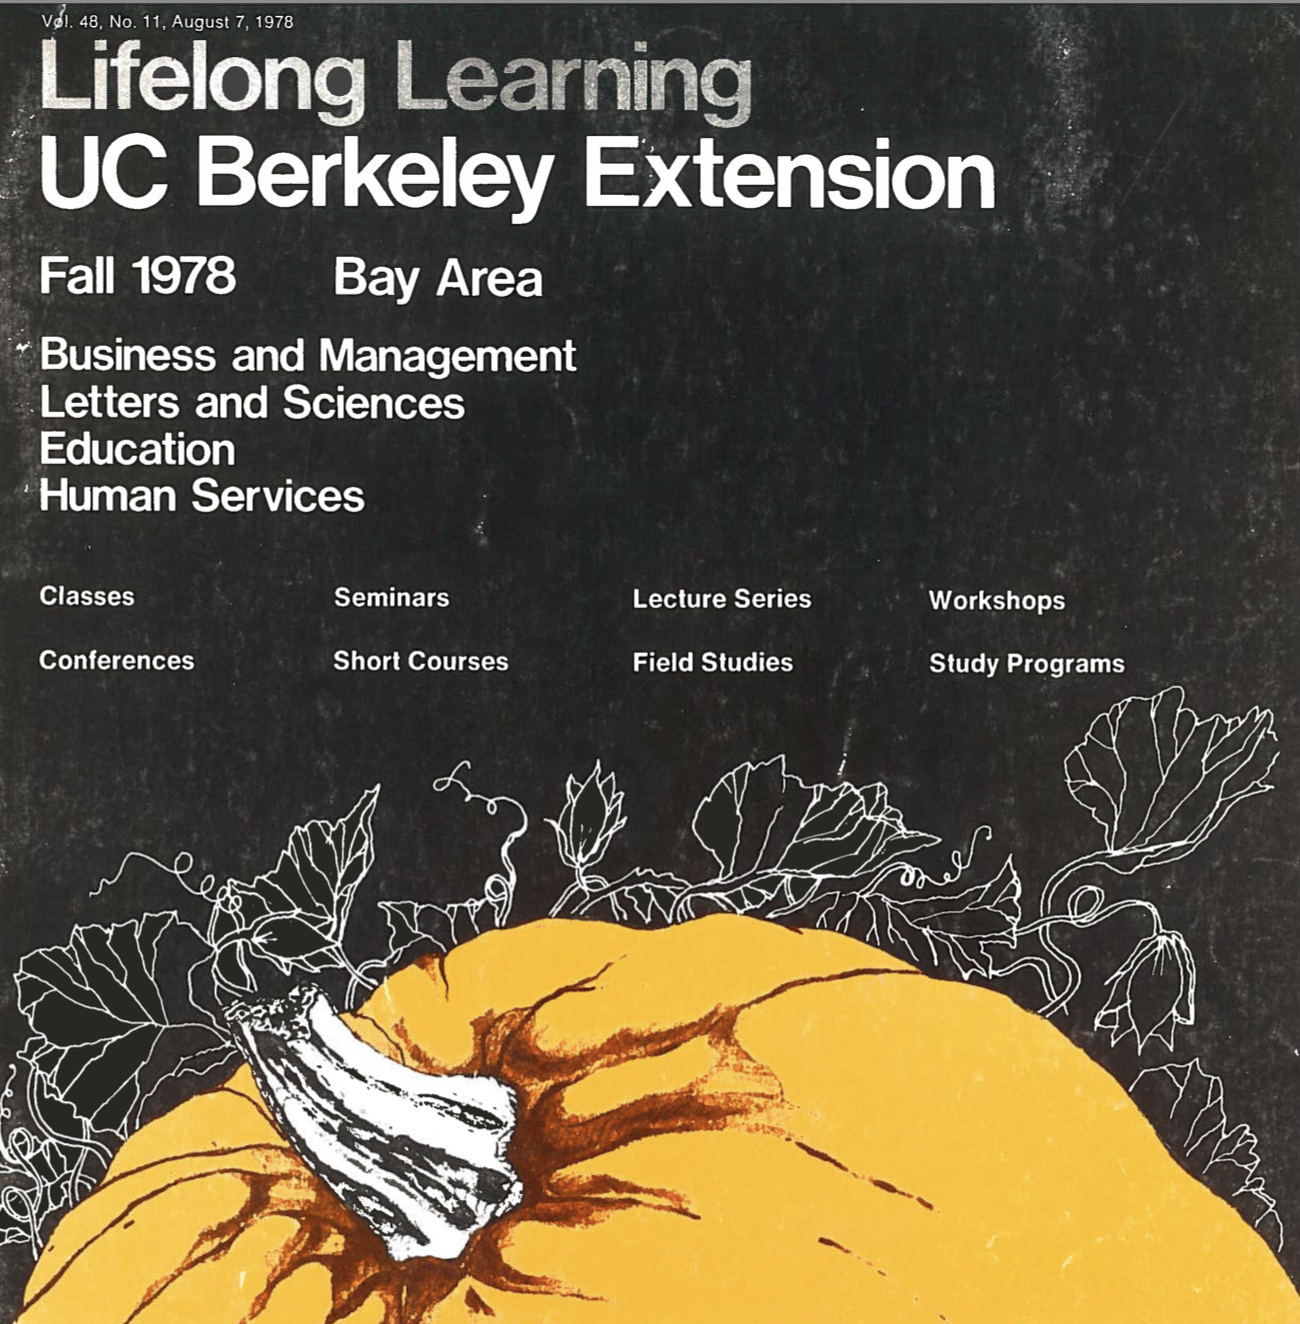 Vol. 48, No. 11, August 7, 1978
Lifelong Learning
UC Berkeley Extension
Fall 1978 Bay Area
Business and Management
Letters and Sciences
Education
Human Services
Classes Seminars Lecture Series Workshops
Conferences Short Courses Field Studies Study Programs